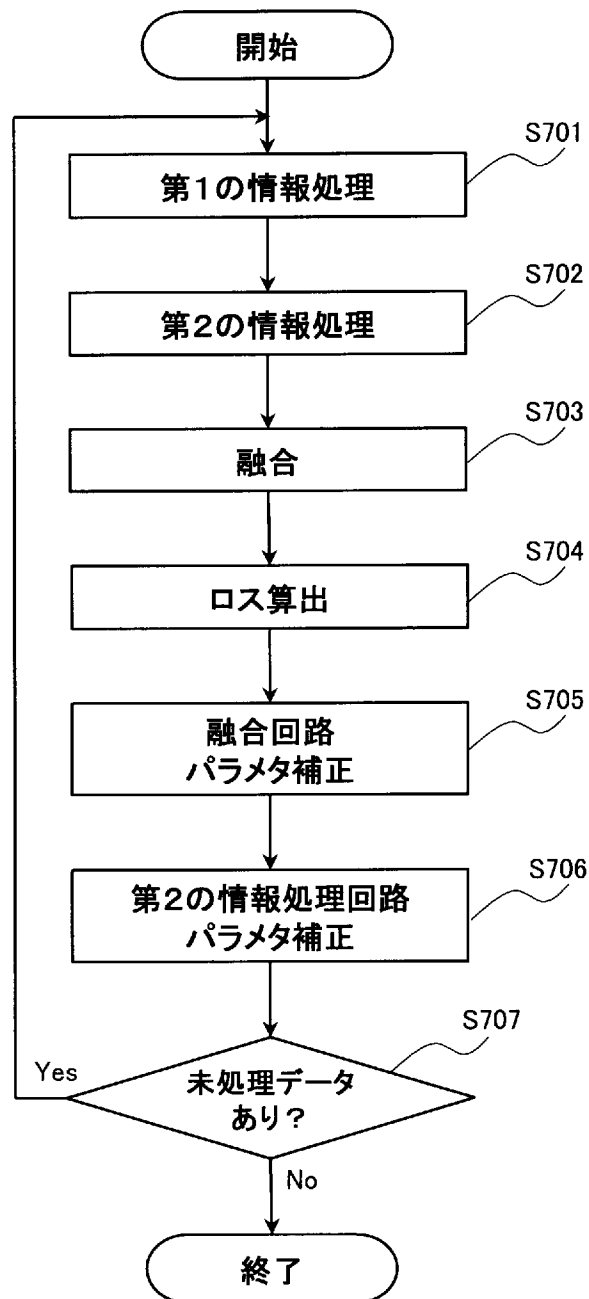 開始
S701
第1の情報処理
S702
第2の情報処理
S703
融合
S704
ロス算出
S705
融合回路
パラメタ補正
S706
第2の情報処理回路
パラメタ補正
S707
Yes
未処理データ
あり?
No
終了